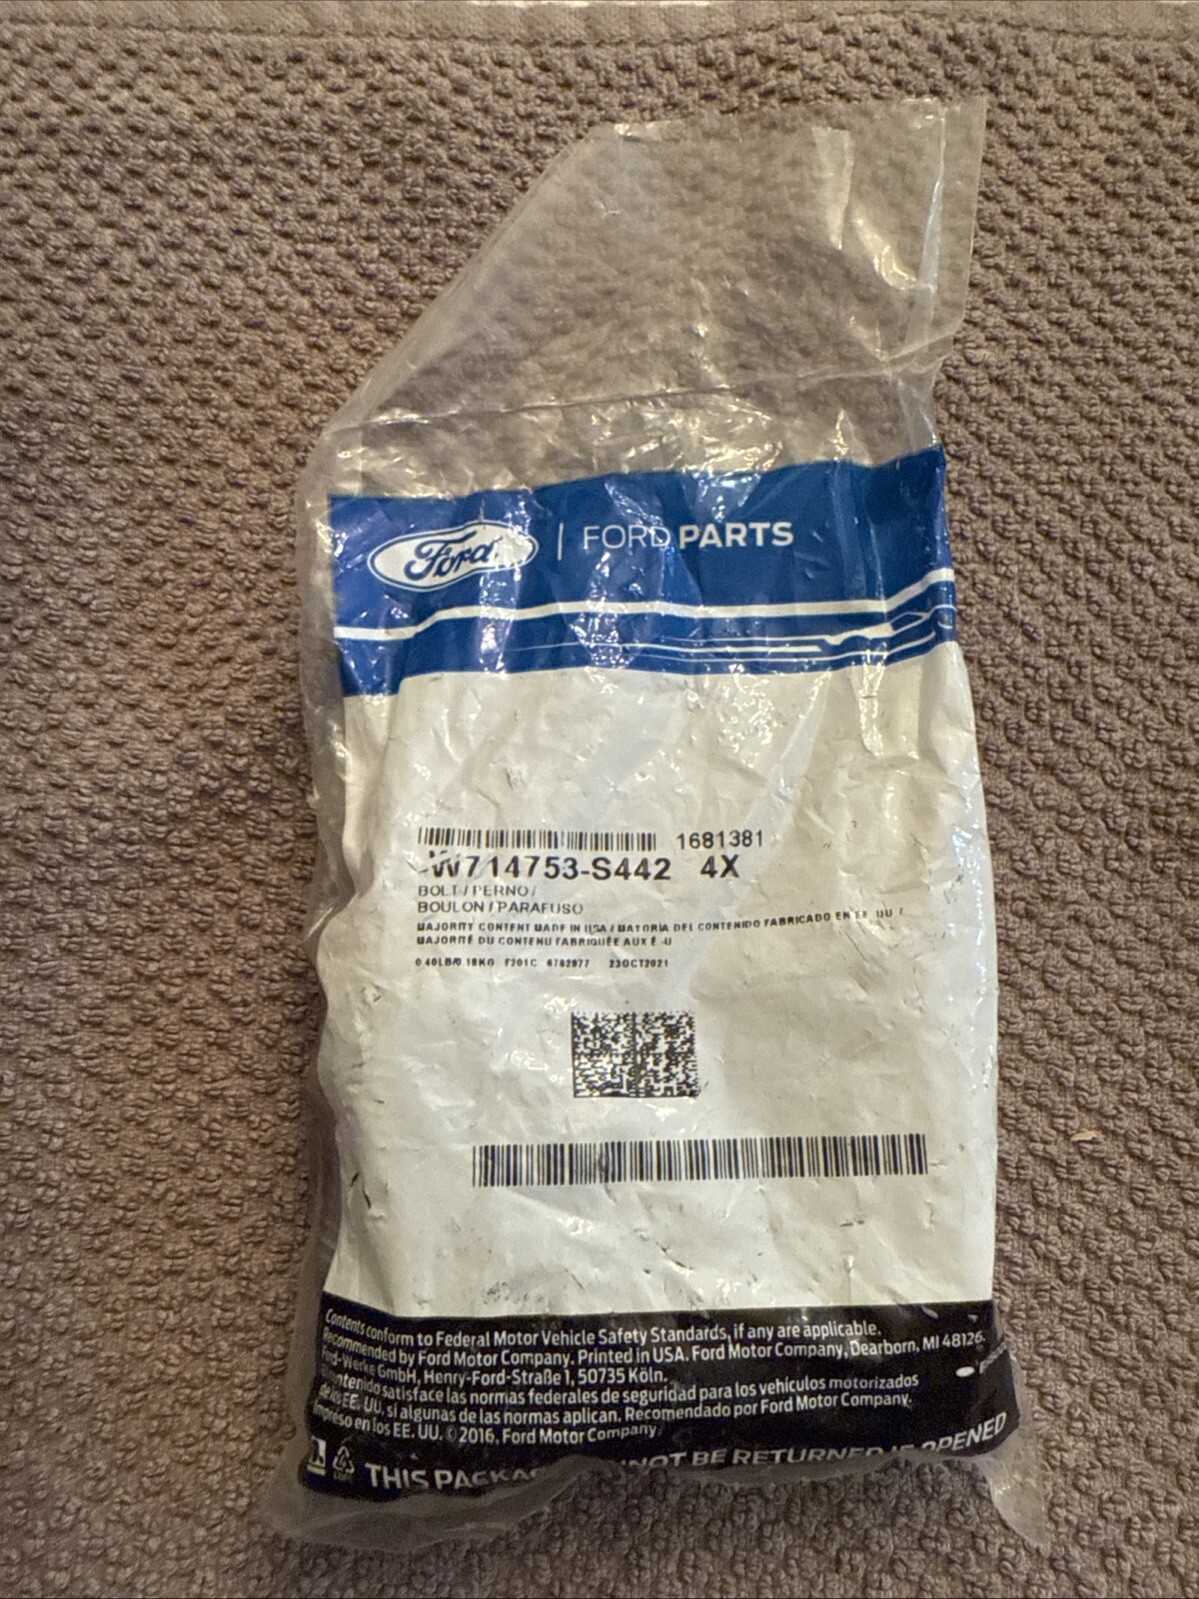 Ford | FORD PARTS
1681381
-W714753-S442 4X
BOLT / PERNO /
BOULON / PARAFUSO
MAJORITY CONTENT MADE IN USA / MAYORIA DEL CONTENIDO FABRICADO EN EE. UU /
MAJORITÉ DU CONTENU FABRIQUÉE AUX É -U
0.40LB/0.18KG F201C 6762977 23OCT2021
Contents conform to Federal Motor Vehicle Safety Standards, if any are applicable.
Recommended by Ford Motor Company. Printed in USA. Ford Motor Company, Dearborn, MI 48126.
Ford-Werke GmbH, Henry-Ford-Straße 1, 50735 Köln.
contenido satisface las normas federales de seguridad para los vehículos motorizados
de los EE. UU, si algunas de las normas aplican. Recomendado por Ford Motor Company.
Impreso en los EE. UU. © 2016, Ford Motor Company
THIS PACKAG NOT BE RETURNED IF OPENED